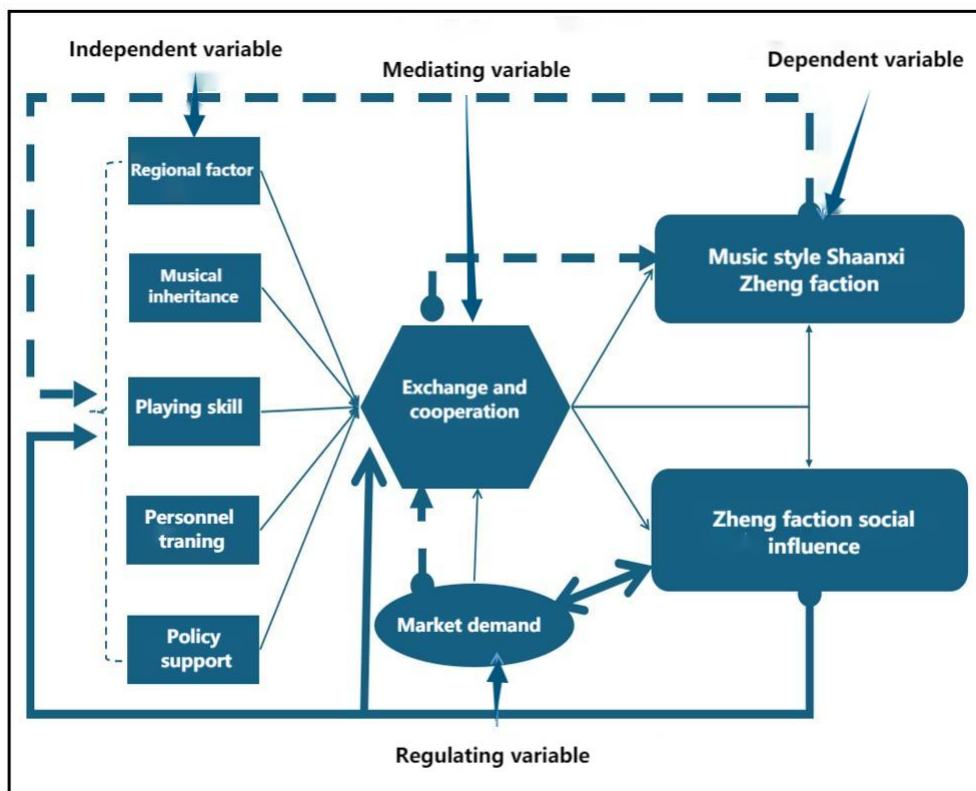 Independent variable
Mediating variable
Dependent variable
Regional factor
Musical
inheritance
Playing skill
Personnel
traning
Policy
support
Exchange and
cooperation
Market demand
Music style Shaanxi
Zheng faction
Zheng faction social
influence
Regulating variable